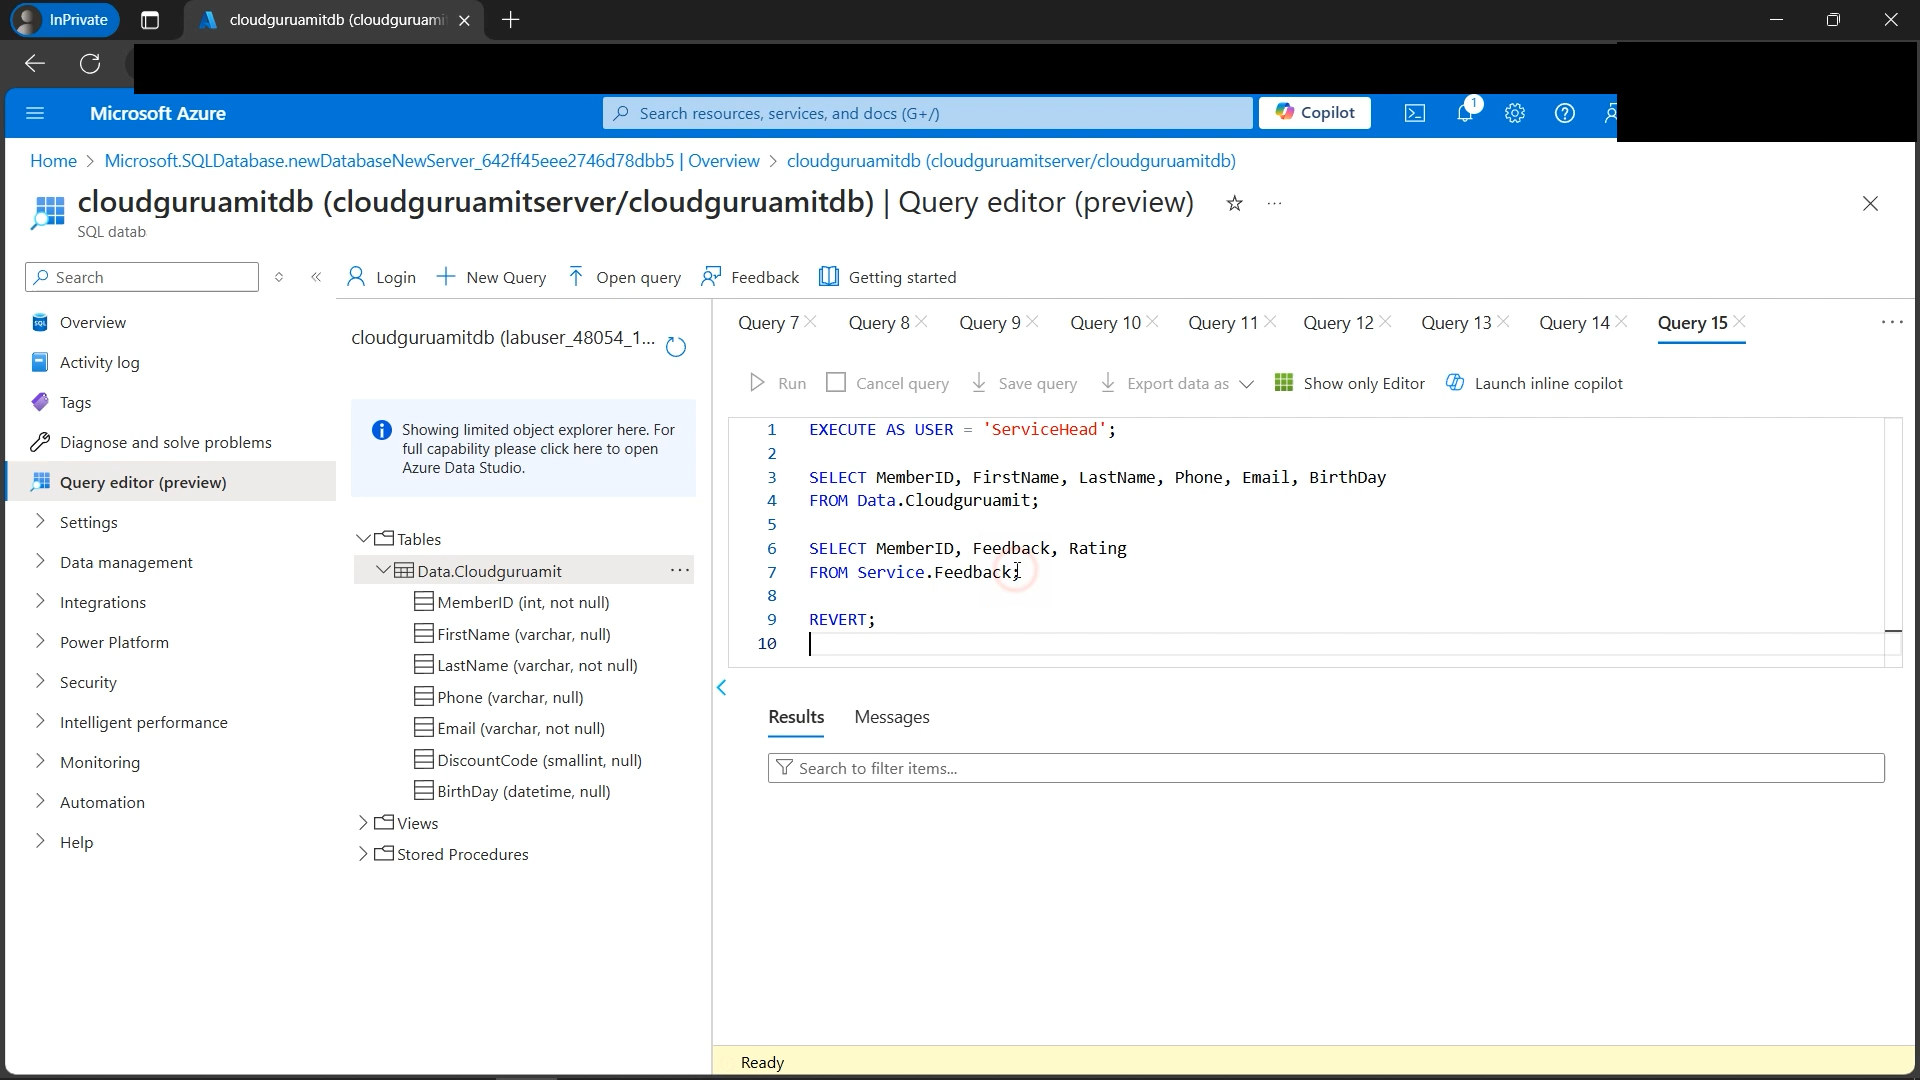 InPrivate
cloudguruamitdb (cloudguruami
Microsoft Azure
Search resources, services, and docs (G+/)
Copilot
1
Home > Microsoft.SQLDatabase.newDatabaseNewServer_642ff45eee2746d78dbb5 | Overview > cloudguruamitdb (cloudguruamitserver/cloudguruamitdb)
cloudguruamitdb (cloudguruamitserver/cloudguruamitdb) | Query editor (preview)
SQL datab
Search
Login
New Query
Open query
Feedback
Getting started
Overview
Activity log
Tags
Diagnose and solve problems
Query editor (preview)
Settings
Data management
Integrations
Power Platform
Security
Intelligent performance
Monitoring
Automation
Help
cloudguruamitdb (labuser_48054_1...
Showing limited object explorer here. For
full capability please click here to open
Azure Data Studio.
Tables
Data.Cloudguruamit
MemberID (int, not null)
FirstName (varchar, null)
LastName (varchar, not null)
Phone (varchar, null)
Email (varchar, not null)
DiscountCode (smallint, null)
BirthDay (datetime, null)
Views
Stored Procedures
Query 7
Query 8
Query 9
Query 10
Query 11
Query 12
Query 13
Query 14
Query 15
Run
Cancel query
Save query
Export data as
Show only Editor
Launch inline copilot
1 EXECUTE AS USER = 'ServiceHead';
2
3 SELECT MemberID, FirstName, LastName, Phone, Email, BirthDay
4 FROM Data.Cloudguruamit;
5
6 SELECT MemberID, Feedback, Rating
7 FROM Service.Feedback;
8
9 REVERT;
10
Results
Messages
Search to filter items...
Ready